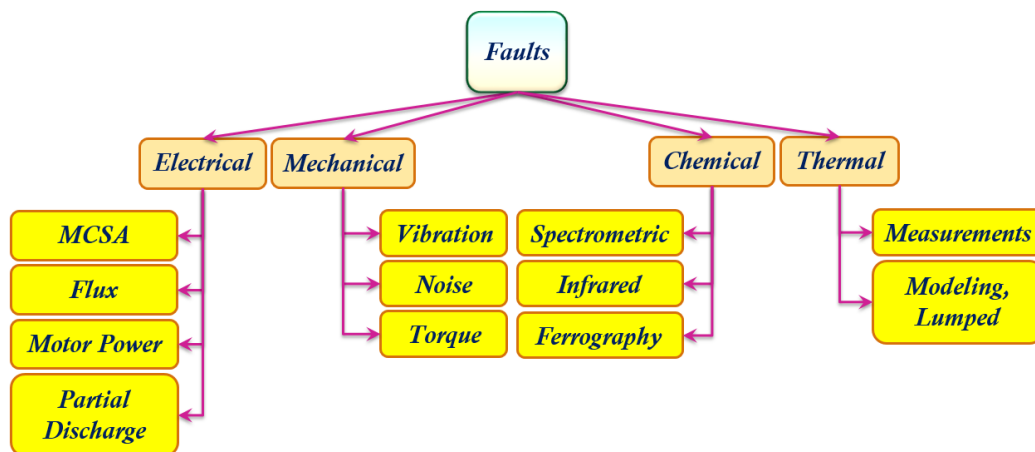 Faults
Electrical
Mechanical
Chemical
Thermal
MCSA
Flux
Motor Power
Partial
Discharge
Vibration
Noise
Torque
Spectrometric
Infrared
Ferrography
Measurements
Modeling,
Lumped